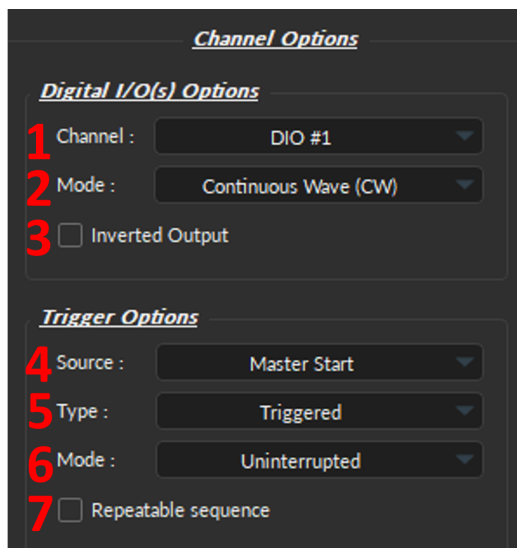 Channel Options
Digital I/O(s) Options
1 Channel : DIO #1
2 Mode : Continuous Wave (CW)
3 Inverted Output
Trigger Options
4 Source : Master Start
5 Type : Triggered
6 Mode : Uninterrupted
7 Repeatable sequence